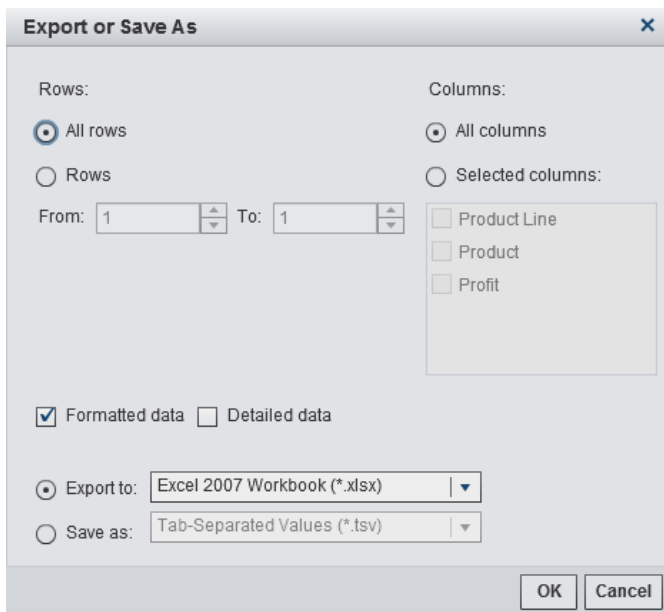 Export or Save As
Rows:
All rows
Rows
From: 1 To: 1
Columns:
All columns
Selected columns:
Product Line
Product
Profit
Formatted data Detailed data
Export to: Excel 2007 Workbook (*.xlsx)
Save as: Tab-Separated Values (*.tsv)
OK Cancel